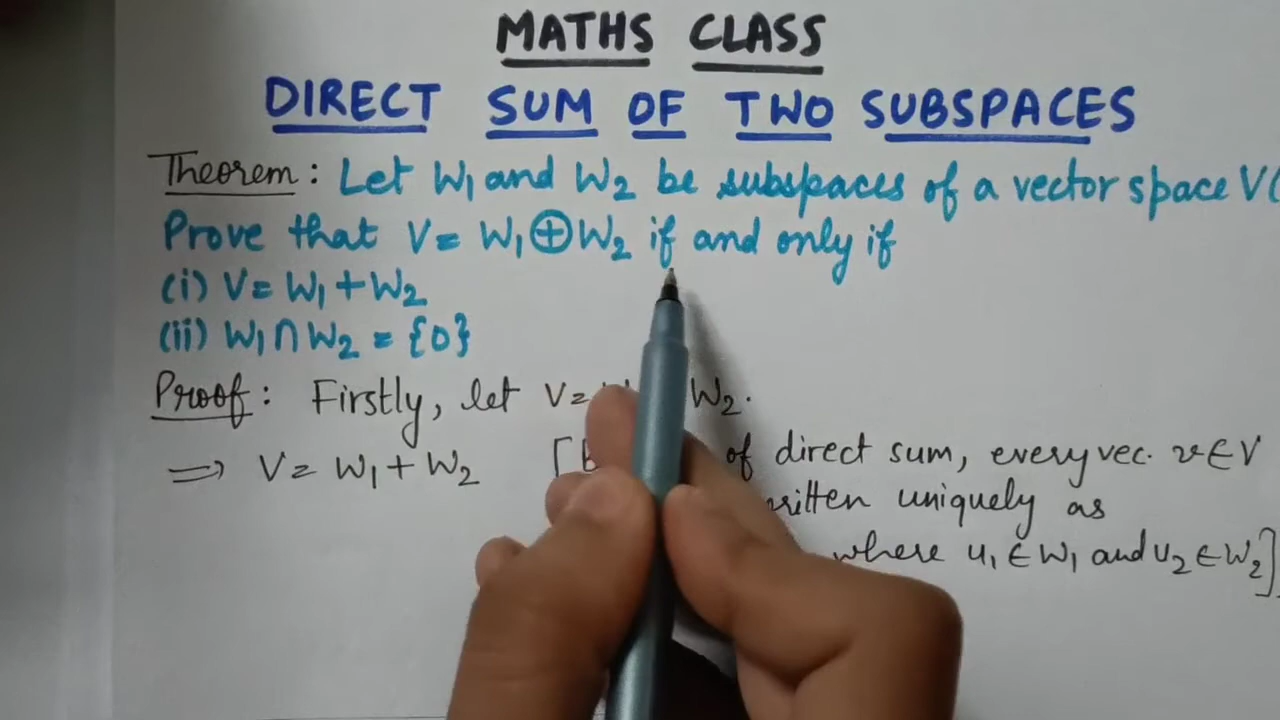 MATHS CLASS
DIRECT SUM OF TWO SUBSPACES
Theorem: Let W₁ and W₂ be subspaces of a vector space V(
Prove that V= W₁⊕W₂ if and only if
(i) V= W₁+W₂
(ii) W₁∩W₂ = {0}
Proof: Firstly, let V= W₂.
⇒ V= W₁+W₂ [ of direct sum, every vec. v∈V
uniquely as
where u₁∈W₁ and u₂∈W₂]